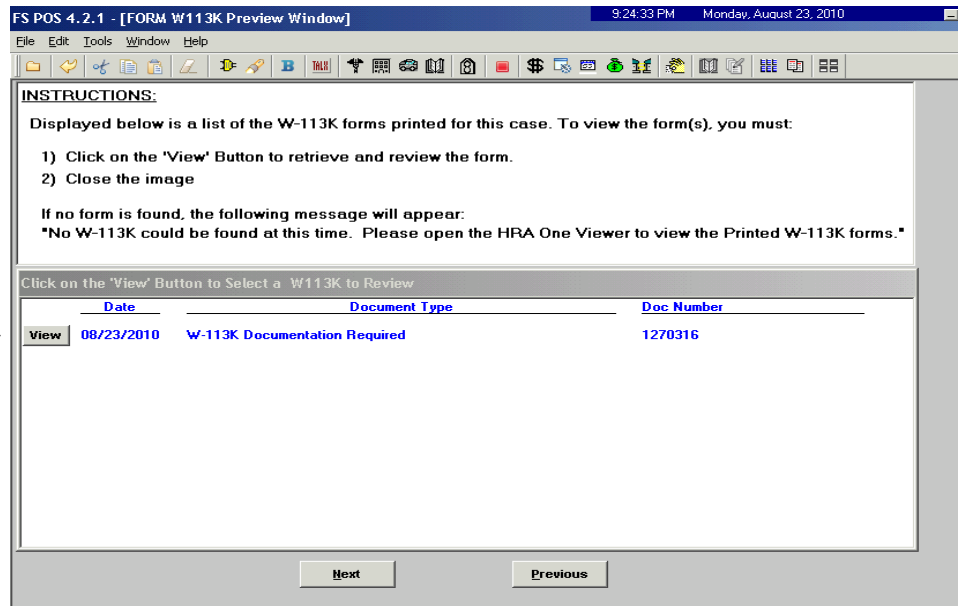 FS POS 4.2.1 - [FORM W113K Preview Window] 9:24:33 PM Monday, August 23, 2010
File Edit Tools Window Help
B TALX
INSTRUCTIONS:
Displayed below is a list of the W-113K forms printed for this case. To view the form(s), you must:
1) Click on the 'View' Button to retrieve and review the form.
2) Close the image
If no form is found, the following message will appear:
"No W-113K could be found at this time. Please open the HRA One Viewer to view the Printed W-113K forms."
Click on the 'View' Button to Select a W113K to Review
Date Document Type Doc Number
View 08/23/2010 W-113K Documentation Required 1270316
Next Previous